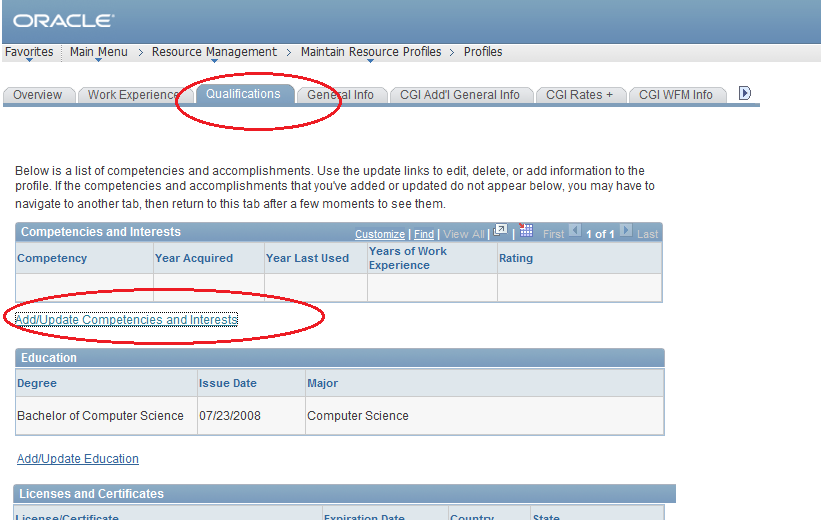 ORACLE
Favorites Main Menu > Resource Management > Maintain Resource Profiles > Profiles
Overview Work Experience Qualifications General Info CGI Add'l General Info CGI Rates + CGI WFM Info
Below is a list of competencies and accomplishments. Use the update links to edit, delete, or add information to the
profile. If the competencies and accomplishments that you've added or updated do not appear below, you may have to
navigate to another tab, then return to this tab after a few moments to see them.
Competencies and Interests Customize | Find | View All | | First 1 of 1 Last
Competency Year Acquired Year Last Used Years of Work Experience Rating
Add/Update Competencies and Interests
Education
Degree Issue Date Major
Bachelor of Computer Science 07/23/2008 Computer Science
Add/Update Education
Licenses and Certificates
License/Certificate Expiration Date Country State